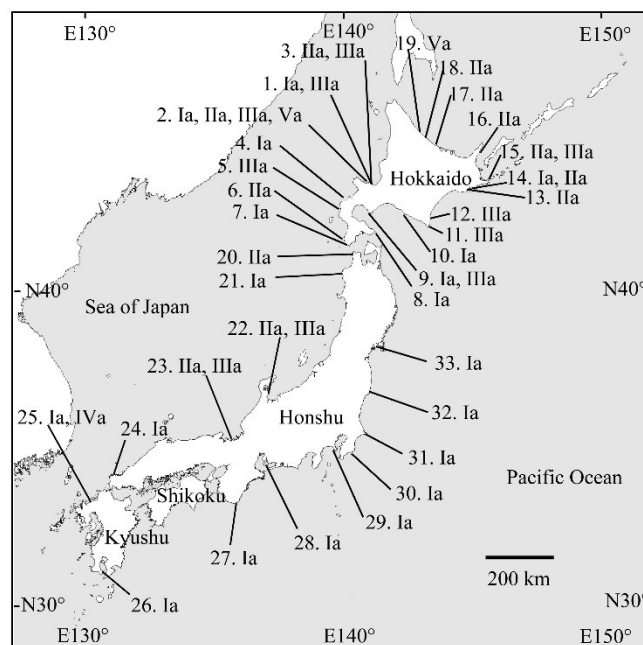 E130° E140° E150°
19. Va
3. IIa, IIIa
18. IIa
1. Ia, IIIa
17. IIa
2. Ia, IIa, IIIa, Va
16. IIa
4. Ia
15. IIa, IIIa
5. IIIa
Hokkaido
14. Ia, IIa
6. IIa
13. IIa
7. Ia
12. IIIa
11. IIIa
10. Ia
20. IIa
9. Ia, IIIa
21. Ia
8. Ia
N40° N40°
Sea of Japan
22. IIa, IIIa
23. IIa, IIIa
33. Ia
25. Ia, IVa
32. Ia
24. Ia
Honshu
31. Ia
Pacific Ocean
30. Ia
Shikoku
29. Ia
Kyushu
28. Ia
27. Ia
200 km
26. Ia
N30° N30°
E130° E140° E150°